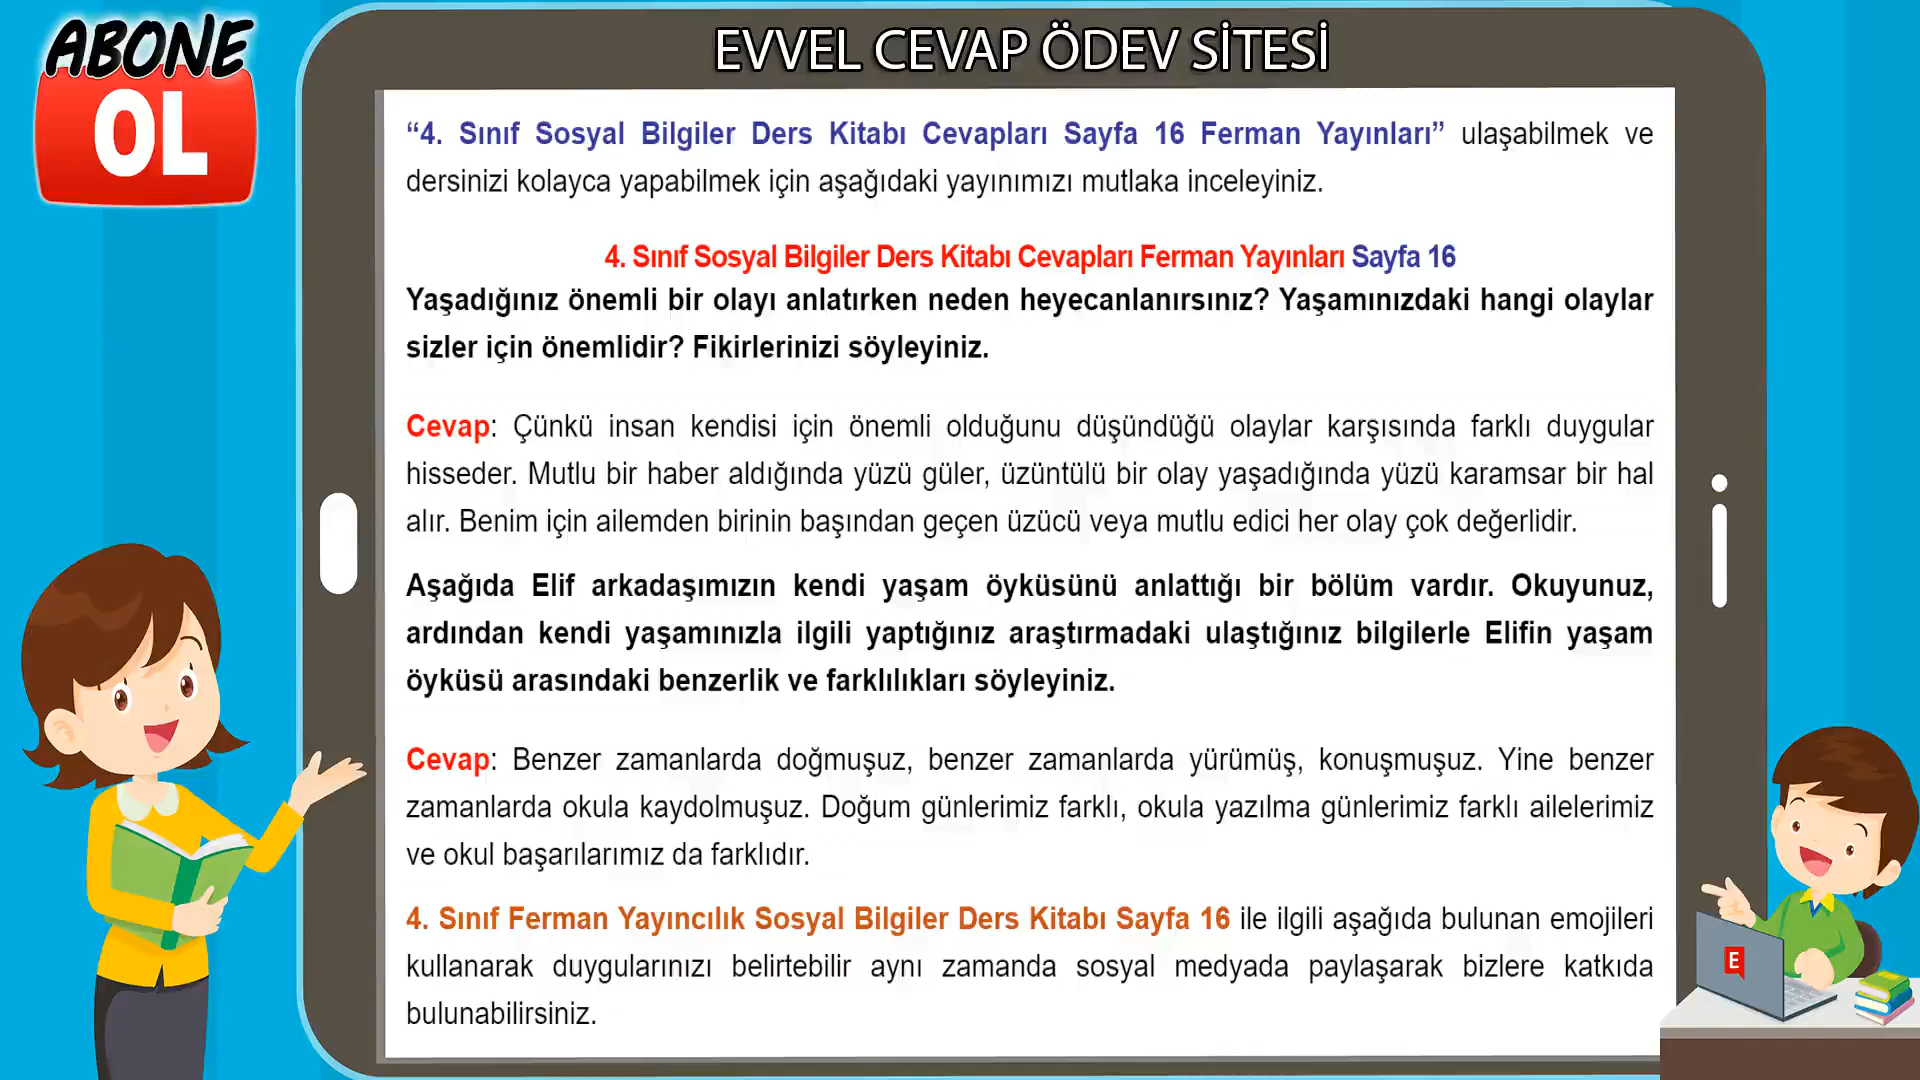 ABONE
OL
EVVEL CEVAP ÖDEV SİTESİ
“4. Sınıf Sosyal Bilgiler Ders Kitabı Cevapları Sayfa 16 Ferman Yayınları” ulaşabilmek ve
dersinizi kolayca yapabilmek için aşağıdaki yayınımızı mutlaka inceleyiniz.
4. Sınıf Sosyal Bilgiler Ders Kitabı Cevapları Ferman Yayınları Sayfa 16
Yaşadığınız önemli bir olayı anlatırken neden heyecanlanırsınız? Yaşamınızdaki hangi olaylar
sizler için önemlidir? Fikirlerinizi söyleyiniz.
Cevap: Çünkü insan kendisi için önemli olduğunu düşündüğü olaylar karşısında farklı duygular
hisseder. Mutlu bir haber aldığında yüzü güler, üzüntülü bir olay yaşadığında yüzü karamsar bir hal
alır. Benim için ailemden birinin başından geçen üzücü veya mutlu edici her olay çok değerlidir.
Aşağıda Elif arkadaşımızın kendi yaşam öyküsünü anlattığı bir bölüm vardır. Okuyunuz,
ardından kendi yaşamınızla ilgili yaptığınız araştırmadaki ulaştığınız bilgilerle Elifin yaşam
öyküsü arasındaki benzerlik ve farklılıkları söyleyiniz.
Cevap: Benzer zamanlarda doğmuşuz, benzer zamanlarda yürümüş, konuşmuşuz. Yine benzer
zamanlarda okula kaydolmuşuz. Doğum günlerimiz farklı, okula yazılma günlerimiz farklı ailelerimiz
ve okul başarılarımız da farklıdır.
4. Sınıf Ferman Yayıncılık Sosyal Bilgiler Ders Kitabı Sayfa 16 ile ilgili aşağıda bulunan emojileri
kullanarak duygularınızı belirtebilir aynı zamanda sosyal medyada paylaşarak bizlere katkıda
bulunabilirsiniz.
E